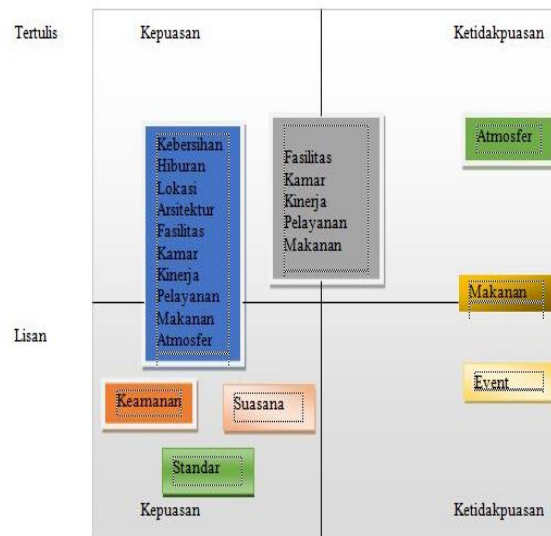 Tertulis
Kepuasan
Ketidakpuasan
Kebersihan
Hiburan
Lokasi
Arsitektur
Fasilitas
Kamar
Kinerja
Pelayanan
Makanan
Atmosfer
Fasilitas
Kamar
Kinerja
Pelayanan
Makanan
Atmosfer
Makanan
Lisan
Event
Keamanan
Suasana
Standar
Kepuasan
Ketidakpuasan